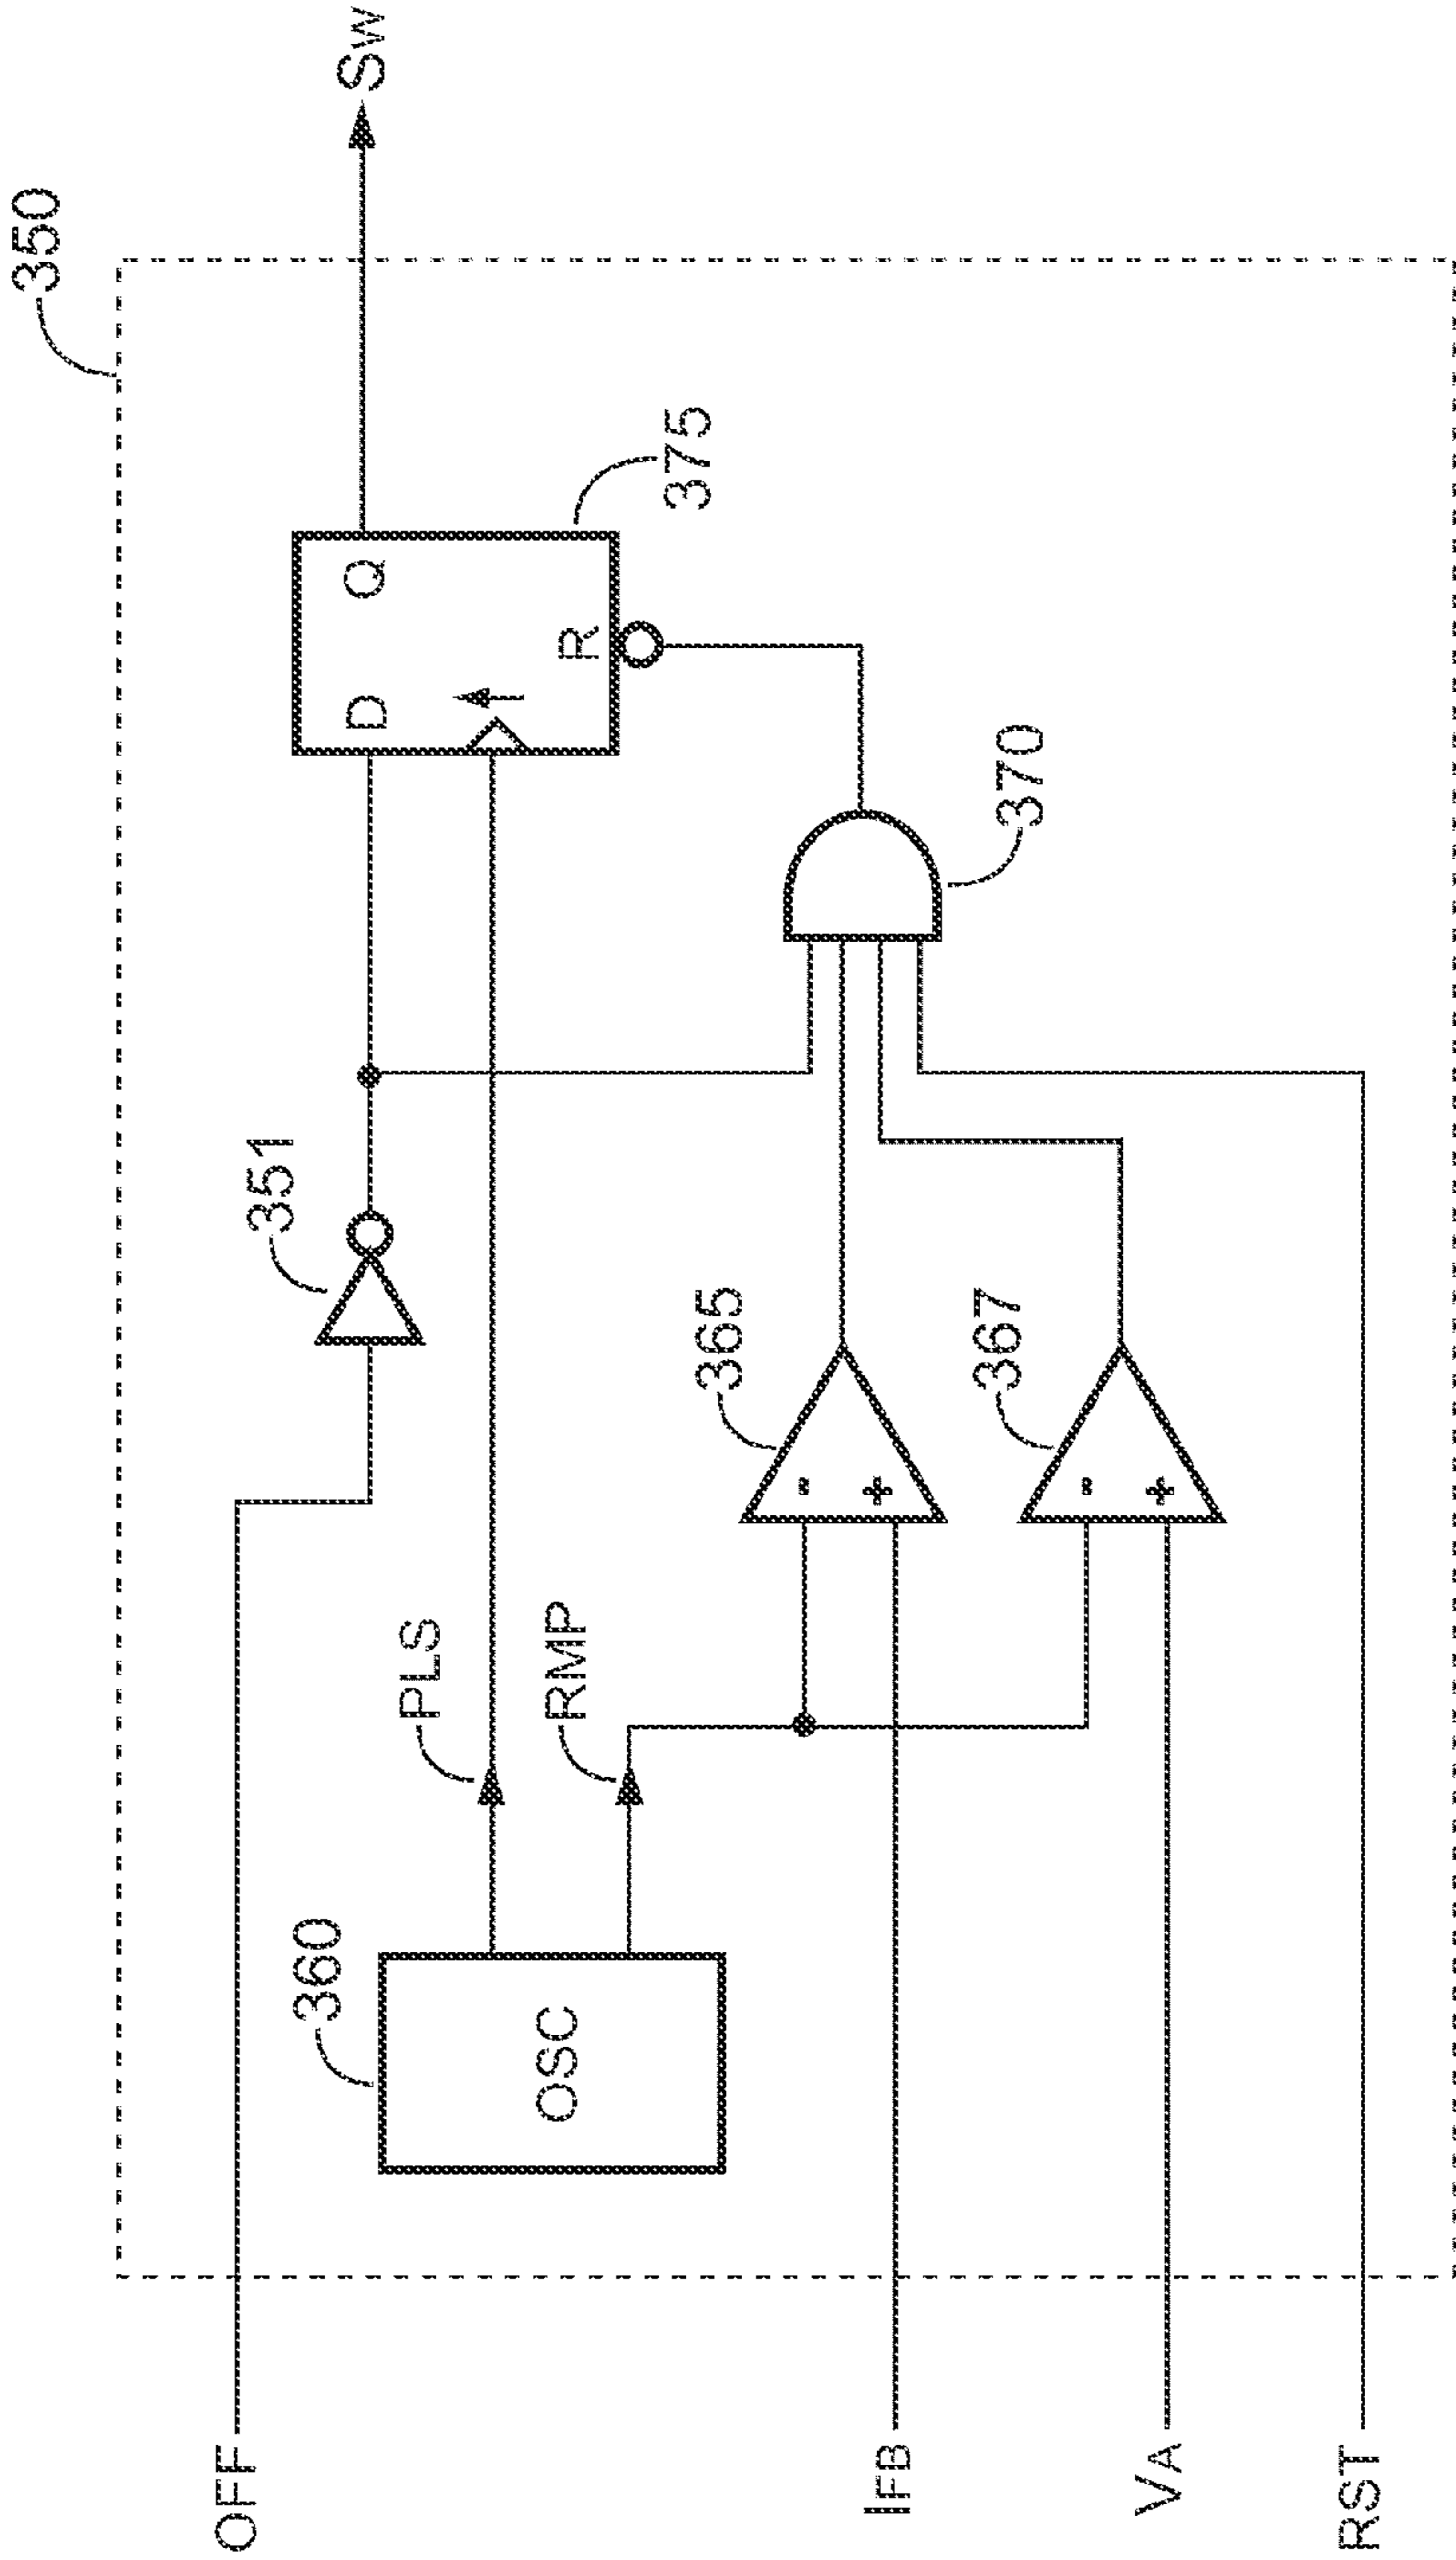 350
OFF
351
D
Q
SW
PLS
360
OSC
RMP
R
375
365
-
+
370
IFB
367
-
+
VA
RST